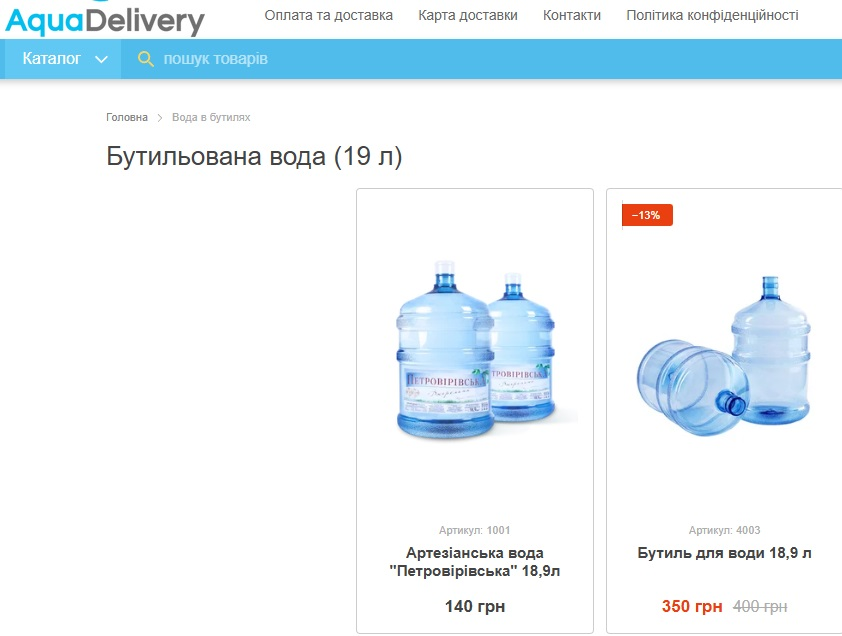 AquaDelivery
Оплата та доставка Карта доставки Контакти Політика конфіденційності
Каталог пошук товарів
Головна Вода в бутилях
Бутильована вода (19 л)
–13%
ПЕТРОВІРІВСЬКА
ПЕТРОВІРІВСЬ
Артикул: 1001
Артезіанська вода
"Петровірівська" 18,9л
140 грн
Артикул: 4003
Бутиль для води 18,9 л
350 грн 400 грн